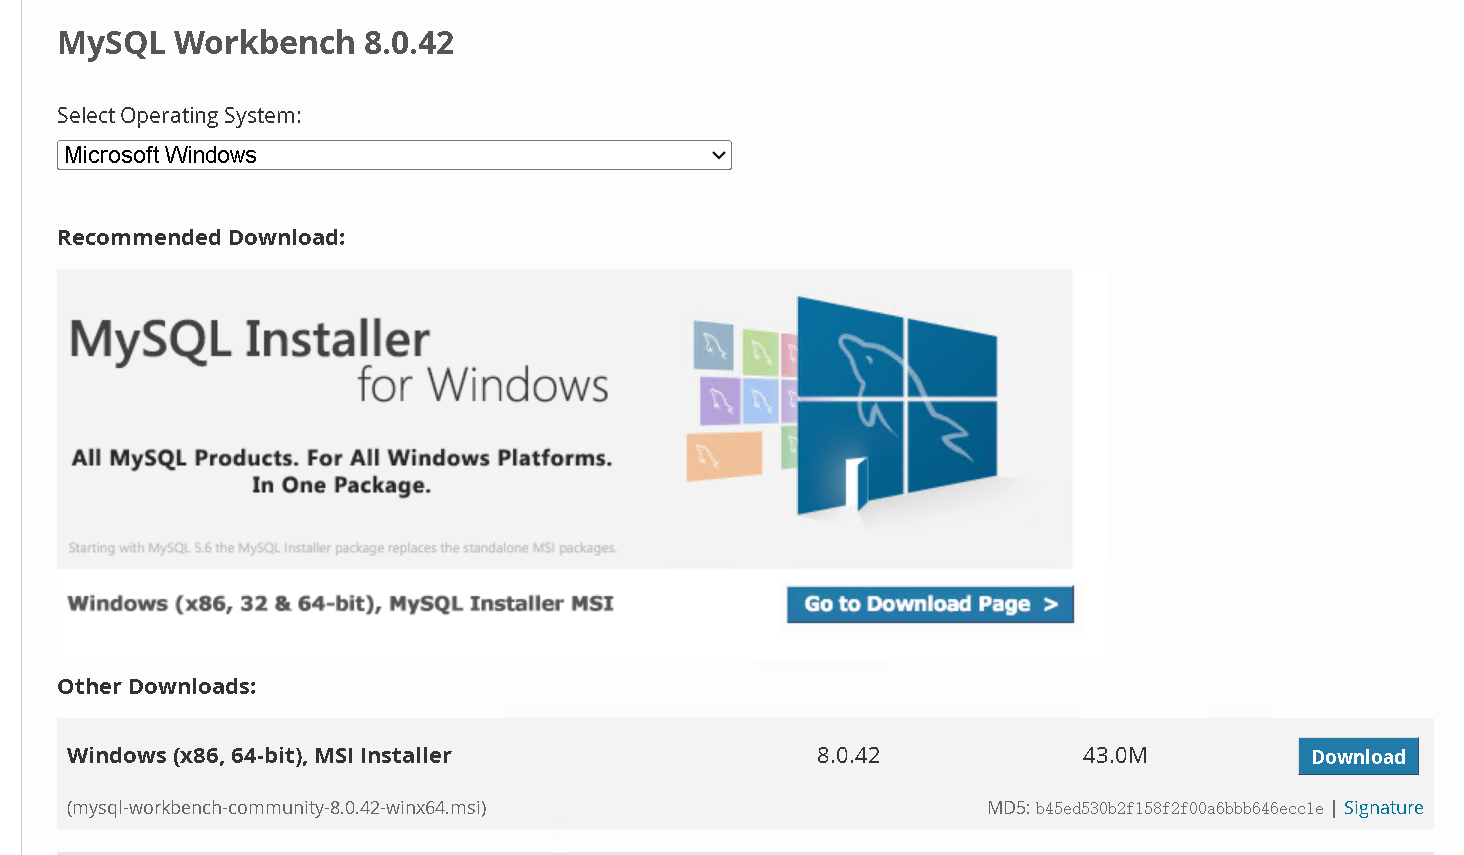 MySQL Workbench 8.0.42
Select Operating System:
Microsoft Windows
Recommended Download:
MySQL Installer
for Windows
All MySQL Products. For All Windows Platforms.
In One Package.
Starting with MySQL 5.6 the MySQL Installer package replaces the standalone MSI packages.
Windows (x86, 32 & 64-bit), MySQL Installer MSI
Go to Download Page >
Other Downloads:
Windows (x86, 64-bit), MSI Installer 8.0.42 43.0M Download
(mysql-workbench-community-8.0.42-winx64.msi) MD5: b45ed530b2f158f2f00a6bbb646ecc1e | Signature